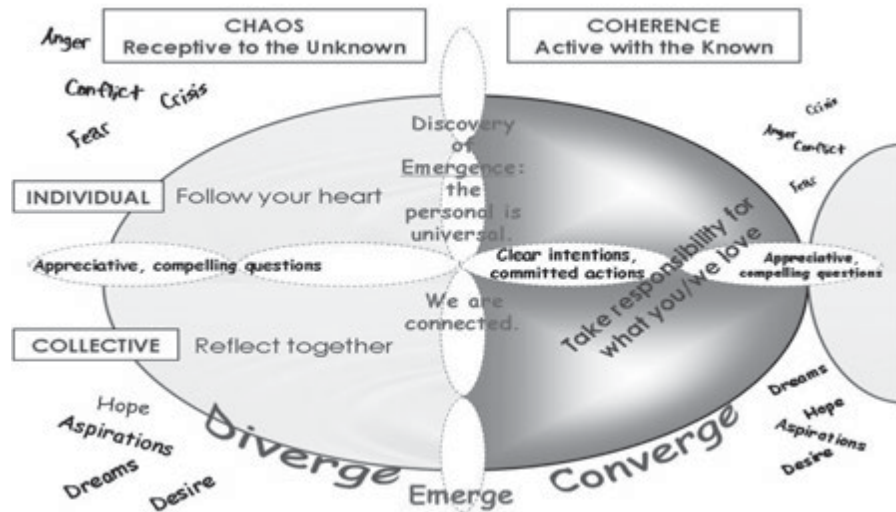 CHAOS
Receptive to the Unknown
COHERENCE
Active with the Known
Anger
Conflict
Crisis
Fear
Crisis
Anger
Conflict
Fear
Discovery
of
Emergence:
the
personal is
universal.
INDIVIDUAL
Follow your heart
Appreciative, compelling questions
Clear intentions,
committed actions
Appreciative,
compelling questions
Take responsibility for
what you/we love
We are
connected.
COLLECTIVE
Reflect together
Hope
Aspirations
Dreams
Desire
Dreams
Hope
Aspirations
Desire
Diverge
Emerge
Converge